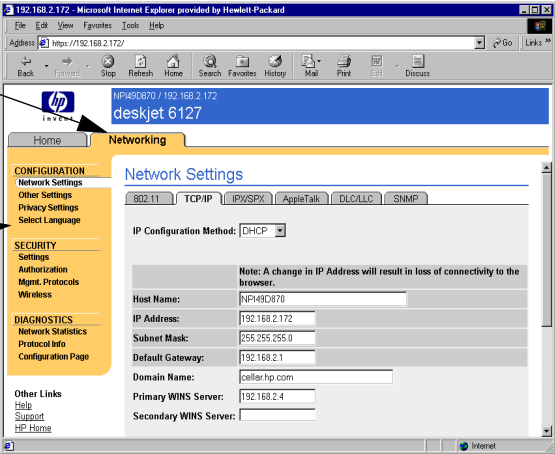 192.168.2.172 - Microsoft Internet Explorer provided by Hewlett-Packard
File Edit View Favorites Tools Help
Address https://192.168.2.172/ Go Links »
Back Forward Stop Refresh Home Search Favorites History Mail Print Edit Discuss
hp
invent
NPI49D870 / 192.168.2.172
deskjet 6127
Home Networking
CONFIGURATION
Network Settings
Other Settings
Privacy Settings
Select Language
SECURITY
Settings
Authorization
Mgmt. Protocols
Wireless
DIAGNOSTICS
Network Statistics
Protocol Info
Configuration Page
Other Links
Help
Support
HP Home
Network Settings
802.11 TCP/IP IPX/SPX AppleTalk DLC/LLC SNMP
IP Configuration Method: DHCP
Note: A change in IP Address will result in loss of connectivity to the
browser.
Host Name: NPI49D870
IP Address: 192.168.2.172
Subnet Mask: 255.255.255.0
Default Gateway: 192.168.2.1
Domain Name: cellar.hp.com
Primary WINS Server: 192.168.2.4
Secondary WINS Server:
Internet